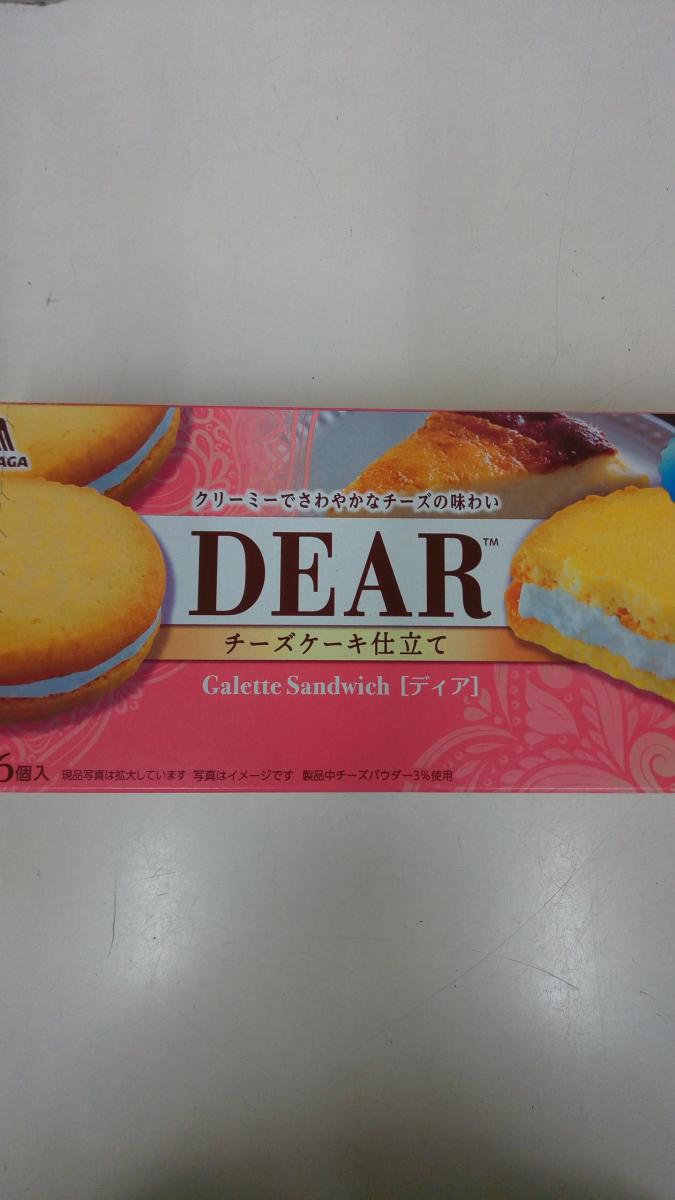 AGA
クリーミーでさわやかなチーズの味わい
DEAR™
チーズケーキ仕立て
Galette Sandwich [ディア]
6個入 現品写真は拡大しています 写真はイメージです 製品中チーズパウダー3%使用